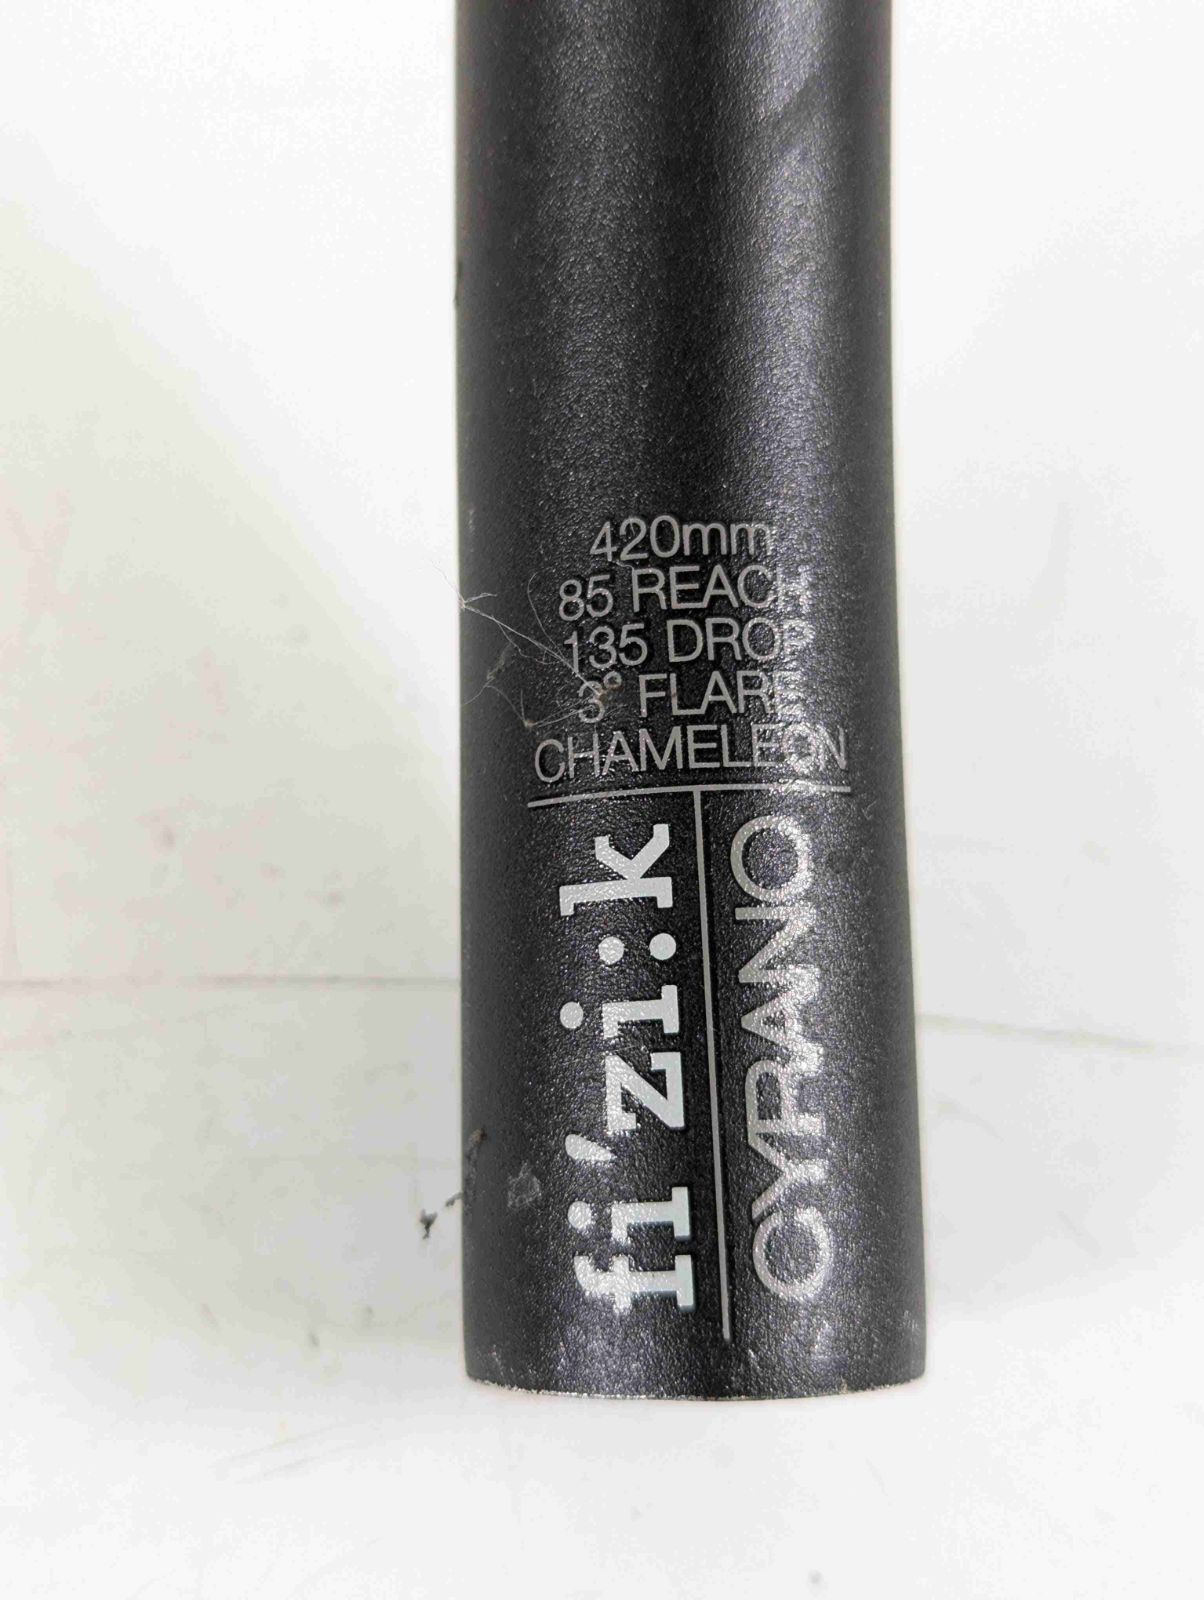 420mm
85 REACH
135 DROP
3° FLARE
CHAMELEON
fi'zi:k
CYRANO